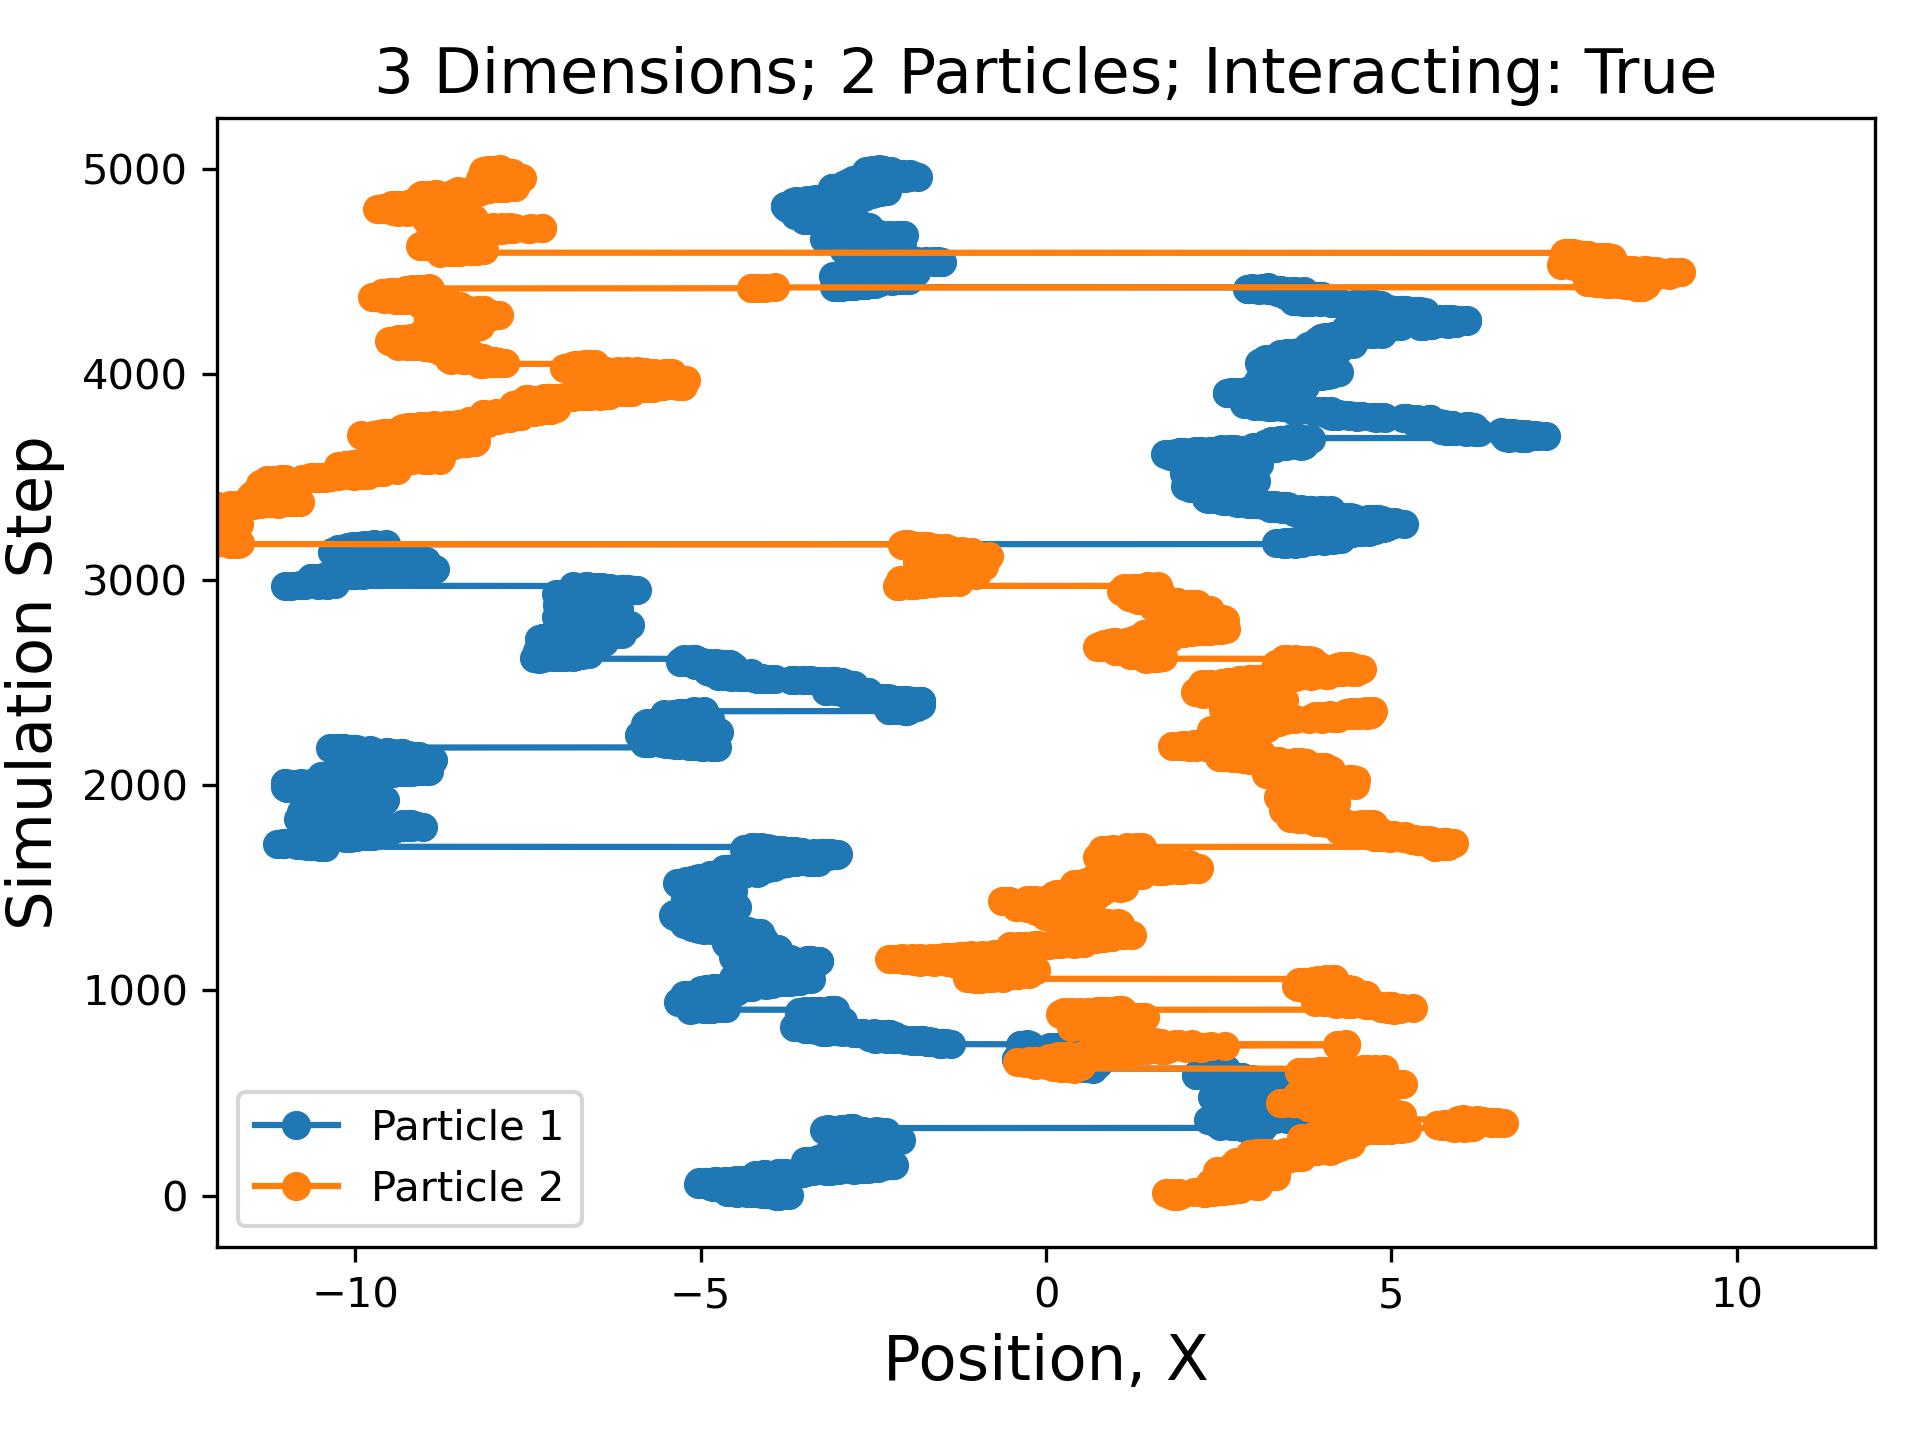 3 Dimensions; 2 Particles; Interacting: True
Simulation Step
5000
4000
3000
2000
1000
0
Particle 1
Particle 2
−10
−5
0
5
10
Position, X